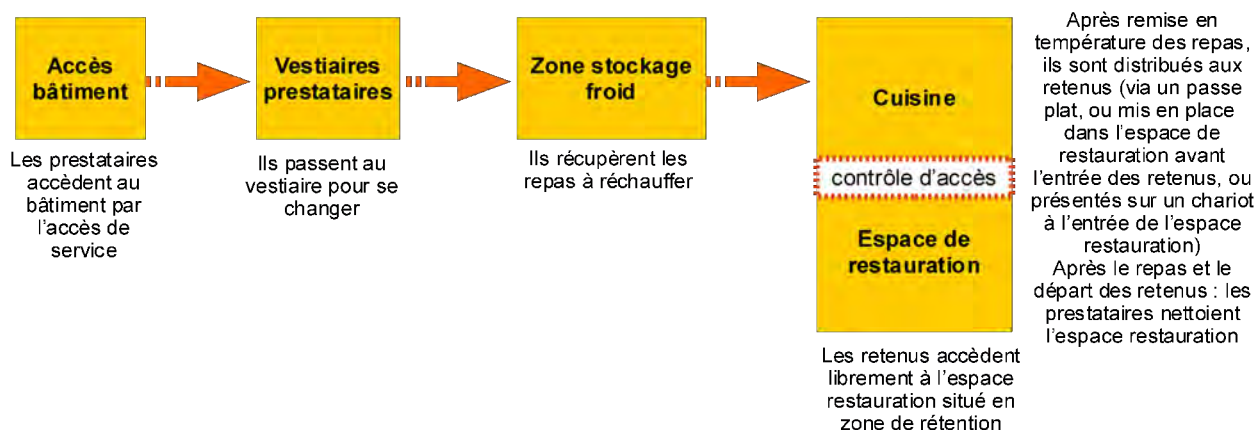 Accès
bâtiment
Les prestataires
accèdent au
bâtiment par
l'accès de
service
Vestiaires
prestataires
Ils passent au
vestiaire pour se
changer
Zone stockage
froid
Ils récupèrent les
repas à réchauffer
Cuisine
contrôle d'accès
Espace de
restauration
Les retenus accèdent
librement à l'espace
restauration situé en
zone de rétention
Après remise en
température des repas,
ils sont distribués aux
retenus (via un passe
plat, ou mis en place
dans l'espace de
restauration avant
l'entrée des retenus, ou
présentés sur un chariot
à l'entrée de l'espace
restauration)
Après le repas et le
départ des retenus : les
prestataires nettoient
l'espace restauration